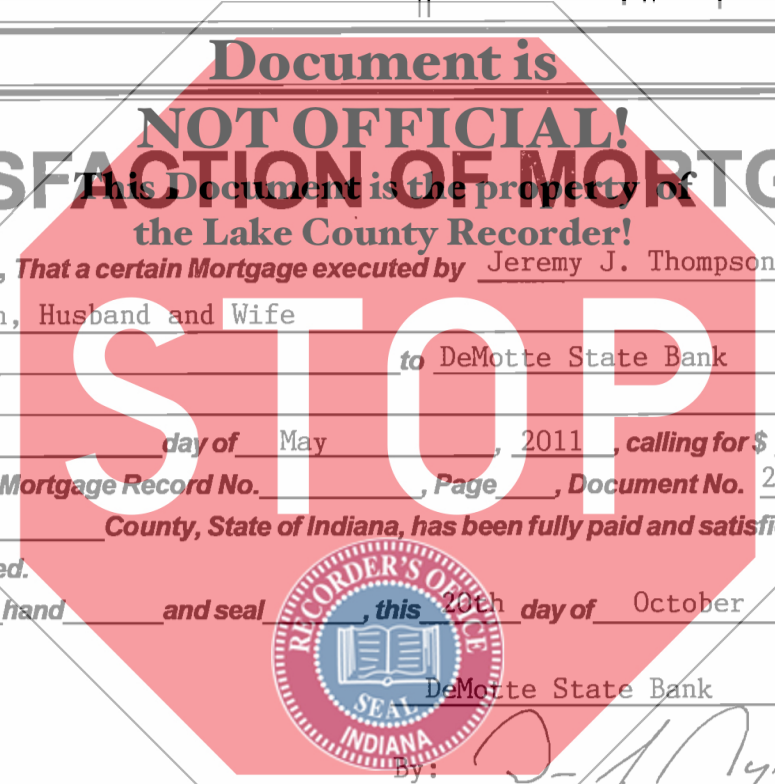 Document is
NOT OFFICIAL!
SFACTION OF MORTG
This Document is the property of
the Lake County Recorder!
, That a certain Mortgage executed by Jeremy J. Thompson
, Husband and Wife
to DeMotte State Bank
STOP
day of May , 2011 , calling for $
Mortgage Record No. , Page , Document No. 2
County, State of Indiana, has been fully paid and satisfi
ed.
hand and seal , this 20th day of October
RECORDER'S OFFICE
SEAL
INDIANA
DeMotte State Bank
By: